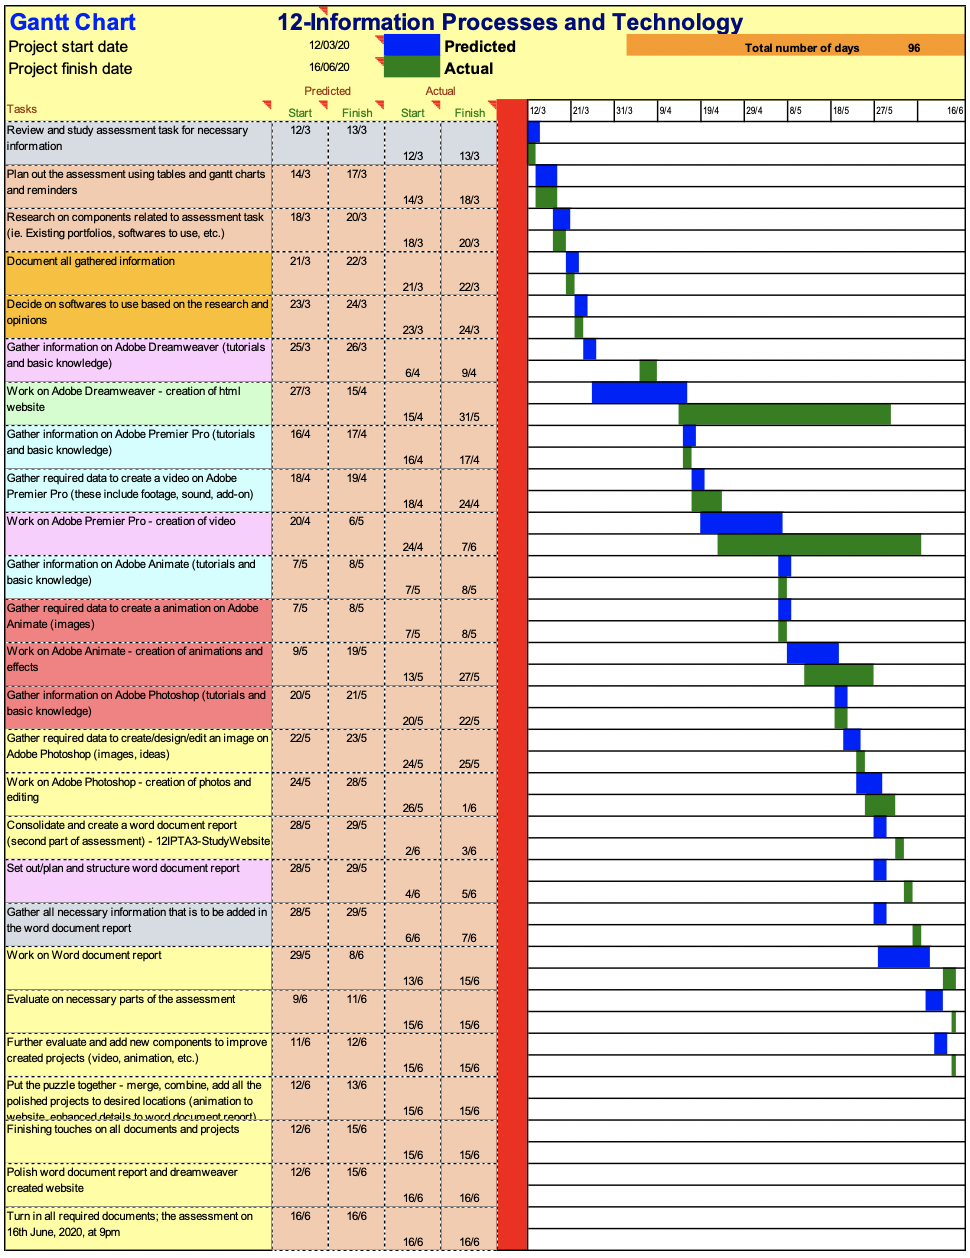 Gantt Chart 12-Information Processes and Technology
Project start date 12/03/20 Predicted Total number of days 96
Project finish date 16/06/20 Actual
Predicted Actual
Tasks Start Finish Start Finish 12/3 21/3 31/3 9/4 19/4 29/4 8/5 18/5 27/5 16/6
Review and study assessment task for necessary 12/3 13/3
information 12/3 13/3
Plan out the assessment using tables and gantt charts 14/3 17/3
and reminders 14/3 18/3
Research on components related to assessment task 18/3 20/3
(ie. Existing portfolios, softwares to use, etc.) 18/3 20/3
Document all gathered information 21/3 22/3
21/3 22/3
Decide on softwares to use based on the research and 23/3 24/3
opinions 23/3 24/3
Gather information on Adobe Dreamweaver (tutorials 25/3 26/3
and basic knowledge) 6/4 9/4
Work on Adobe Dreamweaver - creation of html 27/3 15/4
website 15/4 31/5
Gather information on Adobe Premier Pro (tutorials 16/4 17/4
and basic knowledge) 16/4 17/4
Gather required data to create a video on Adobe 18/4 19/4
Premier Pro (these include footage, sound, add-on) 18/4 24/4
Work on Adobe Premier Pro - creation of video 20/4 6/5
24/4 7/6
Gather information on Adobe Animate (tutorials and 7/5 8/5
basic knowledge) 7/5 8/5
Gather required data to create a animation on Adobe 7/5 8/5
Animate (images) 7/5 8/5
Work on Adobe Animate - creation of animations and 9/5 19/5
effects 13/5 27/5
Gather information on Adobe Photoshop (tutorials and 20/5 21/5
basic knowledge) 20/5 22/5
Gather required data to create/design/edit an image on 22/5 23/5
Adobe Photoshop (images, ideas) 24/5 25/5
Work on Adobe Photoshop - creation of photos and 24/5 28/5
editing 26/5 1/6
Consolidate and create a word document report 28/5 29/5
(second part of assessment) - 12IPTA3-StudyWebsite 2/6 3/6
Set out/plan and structure word document report 28/5 29/5
4/6 5/6
Gather all necessary information that is to be added in 28/5 29/5
the word document report 6/6 7/6
Work on Word document report 29/5 8/6
13/6 15/6
Evaluate on necessary parts of the assessment 9/6 11/6
15/6 15/6
Further evaluate and add new components to improve 11/6 12/6
created projects (video, animation, etc.) 15/6 15/6
Put the puzzle together - merge, combine, add all the 12/6 13/6
polished projects to desired locations (animation to 15/6 15/6
website, enhanced details to word document report)
Finishing touches on all documents and projects 12/6 15/6
15/6 15/6
Polish word document report and dreamweaver 12/6 15/6
created website 16/6 16/6
Turn in all required documents; the assessment on 16/6 16/6
16th June, 2020, at 9pm 16/6 16/6